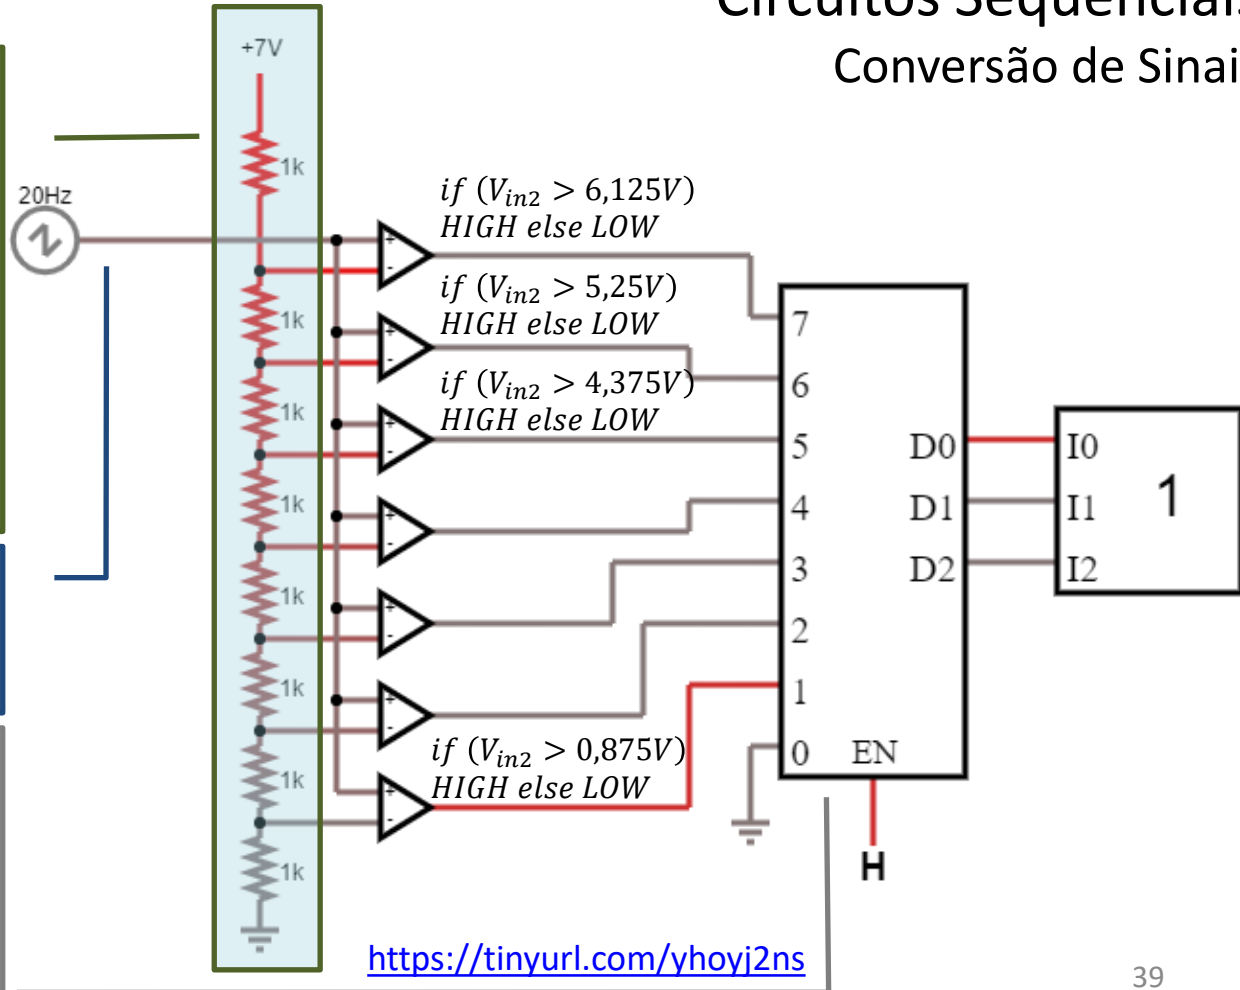 Circuitos Sequenciais
Conversão de Sinai
+7V
1k
20Hz
if (Vin2 > 6,125V)
HIGH else LOW
if (Vin2 > 5,25V)
HIGH else LOW
if (Vin2 > 4,375V)
HIGH else LOW
if (Vin2 > 0,875V)
HIGH else LOW
1k
1k
1k
1k
1k
1k
1k
+
-
+
-
+
-
+
-
+
-
+
-
+
-
7
6
5
4
3
2
1
0
EN
D0
D1
D2
H
I0
I1
I2
1
https://tinyurl.com/yhoyj2ns
39